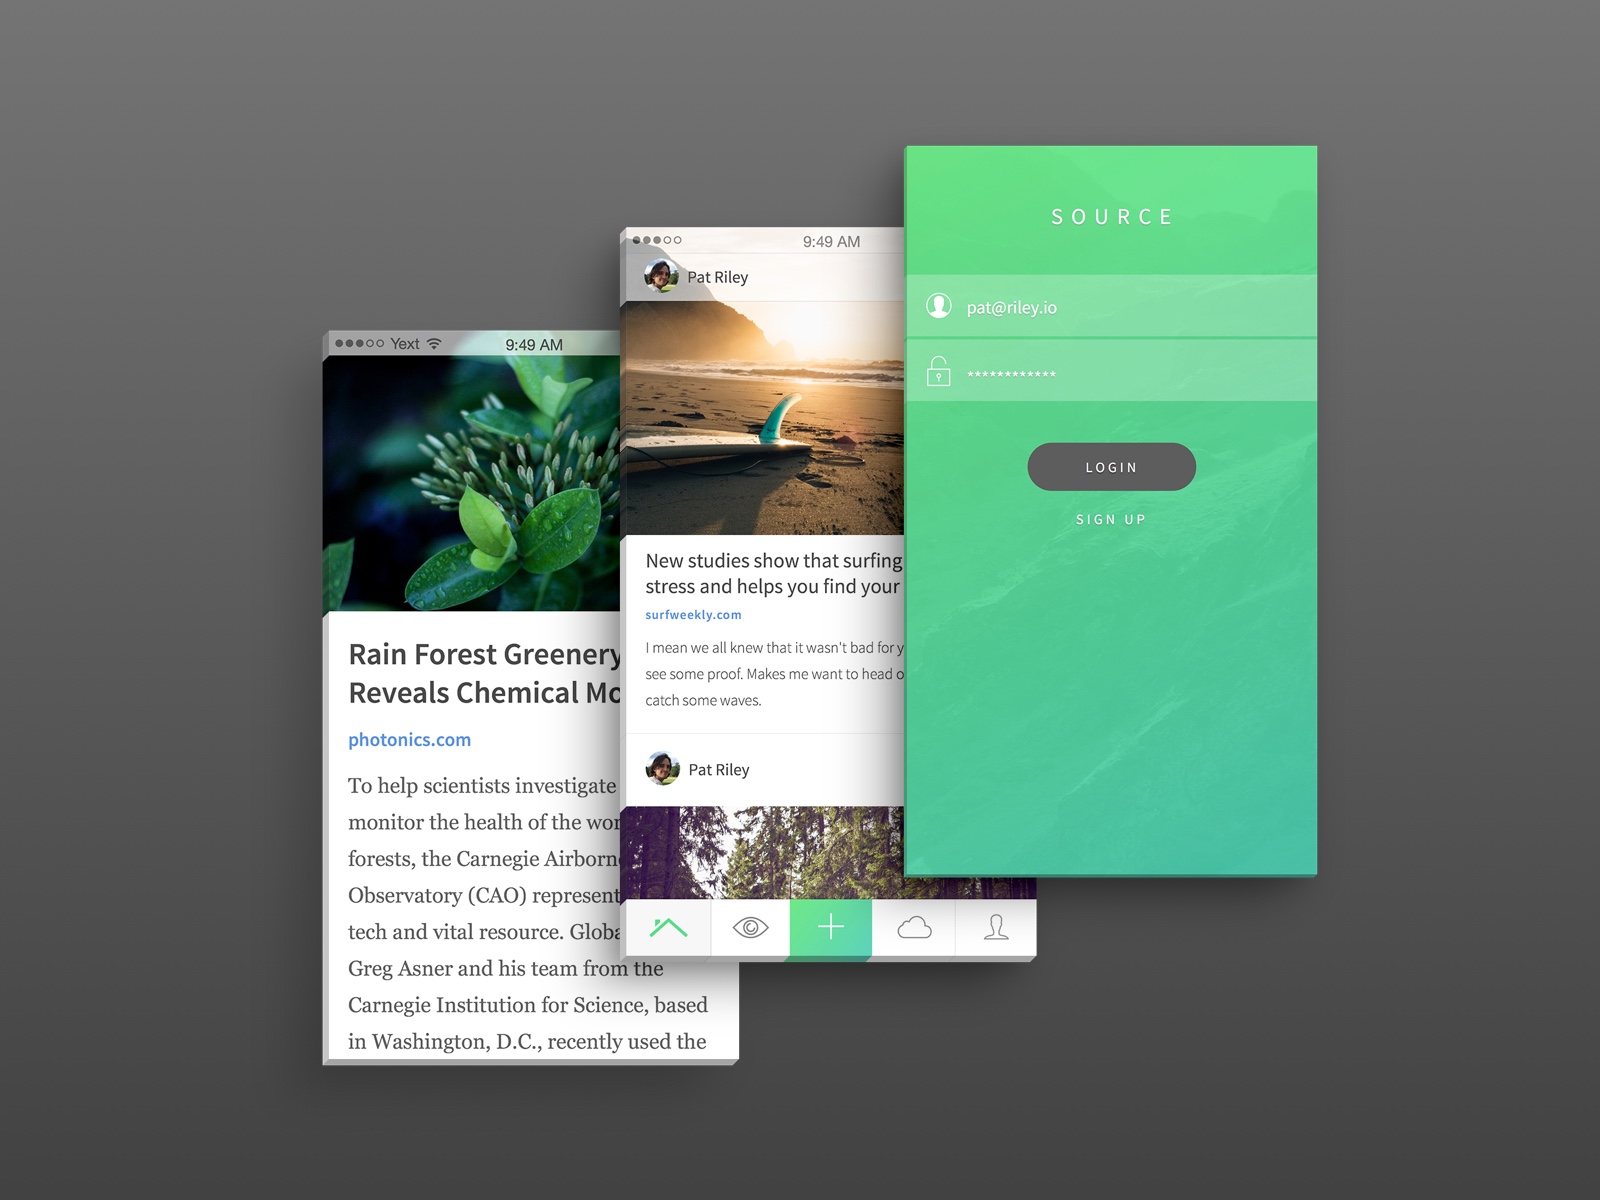 Yext
9:49 AM
Rain Forest Greenery
Reveals Chemical Mo
photonics.com
To help scientists investigate
monitor the health of the wor
forests, the Carnegie Airborne
Observatory (CAO) represent
tech and vital resource. Globa
Greg Asner and his team from the
Carnegie Institution for Science, based
in Washington, D.C., recently used the
9:49 AM
Pat Riley
New studies show that surfing
stress and helps you find your
surfweekly.com
I mean we all knew that it wasn't bad for y
see some proof. Makes me want to head o
catch some waves.
Pat Riley
SOURCE
pat@riley.io
************
LOGIN
SIGN UP